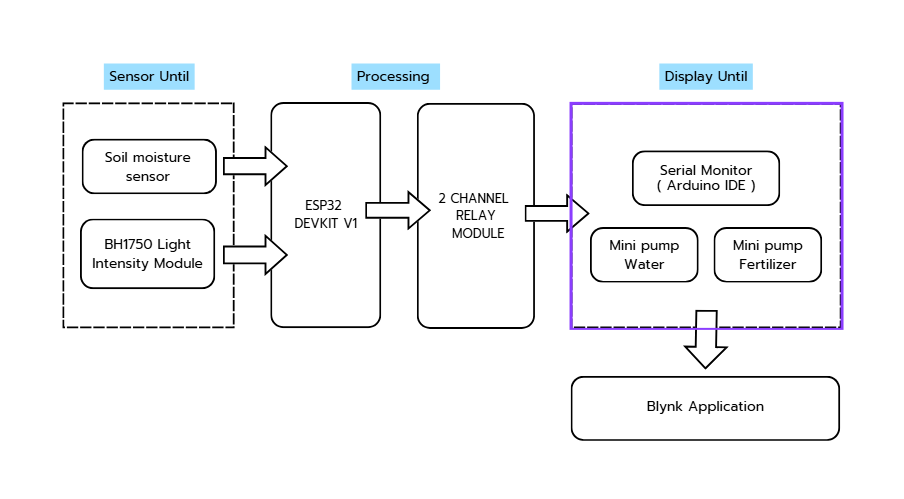 Sensor Until
Processing
Display Until
Soil moisture
sensor
BH1750 Light
Intensity Module
ESP32
DEVKIT V1
2 CHANNEL
RELAY
MODULE
Serial Monitor
( Arduino IDE )
Mini pump
Water
Mini pump
Fertilizer
Blynk Application